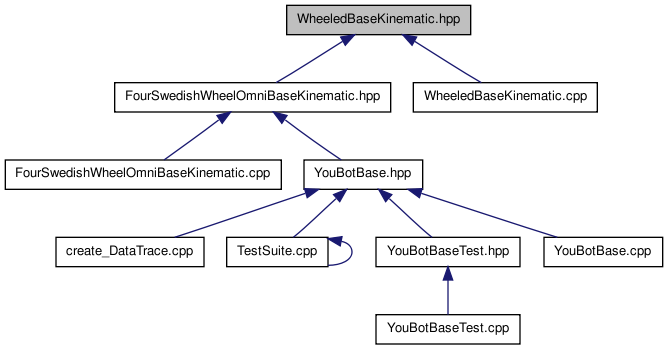 WheeledBaseKinematic.hpp
FourSwedishWheelOmniBaseKinematic.hpp
WheeledBaseKinematic.cpp
FourSwedishWheelOmniBaseKinematic.cpp
YouBotBase.hpp
create_DataTrace.cpp
TestSuite.cpp
YouBotBaseTest.hpp
YouBotBase.cpp
YouBotBaseTest.cpp